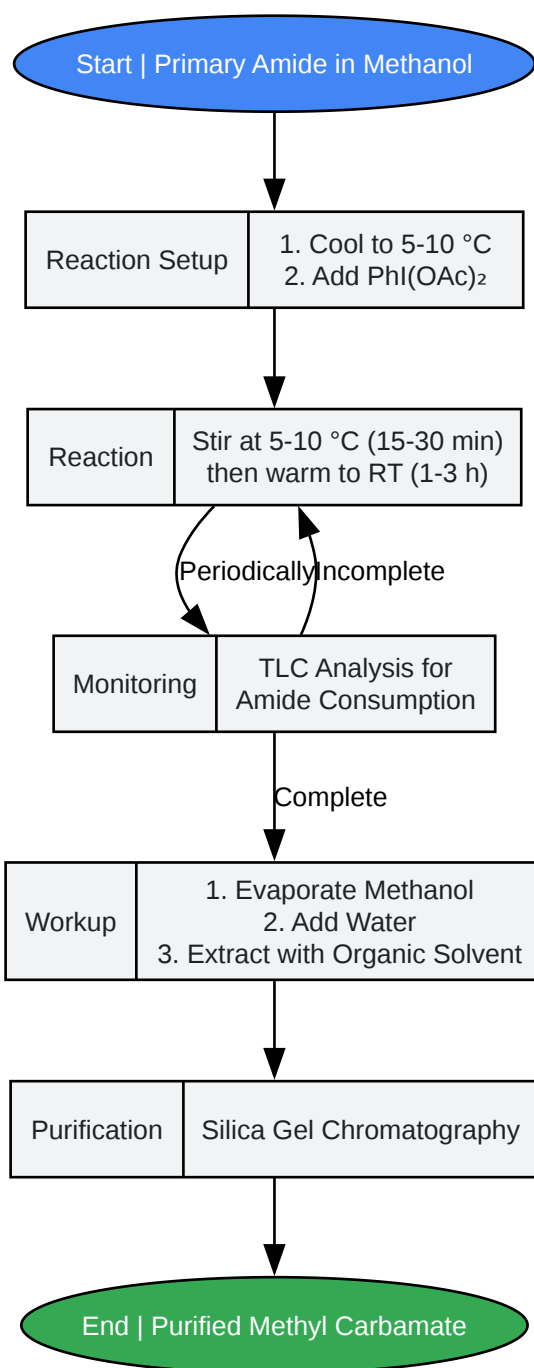 Start | Primary Amide in Methanol
Reaction Setup
1. Cool to 5-10 °C
2. Add PhI(OAc)₂
Reaction
Stir at 5-10 °C (15-30 min)
then warm to RT (1-3 h)
Periodically
Incomplete
Monitoring
TLC Analysis for
Amide Consumption
Complete
Workup
1. Evaporate Methanol
2. Add Water
3. Extract with Organic Solvent
Purification
Silica Gel Chromatography
End | Purified Methyl Carbamate